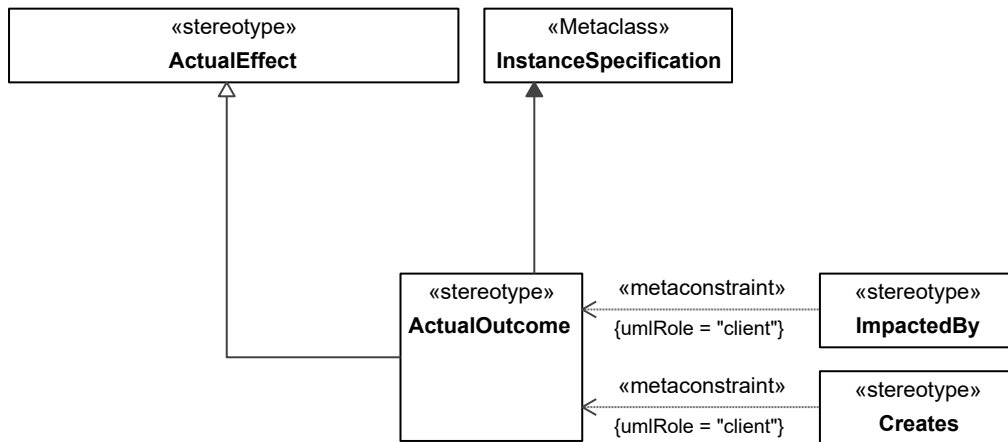 «stereotype»
ActualEffect
«Metaclass»
InstanceSpecification
«stereotype»
ActualOutcome
«metaconstraint»
{umlRole = "client"}
«stereotype»
ImpactedBy
«metaconstraint»
{umlRole = "client"}
«stereotype»
Creates